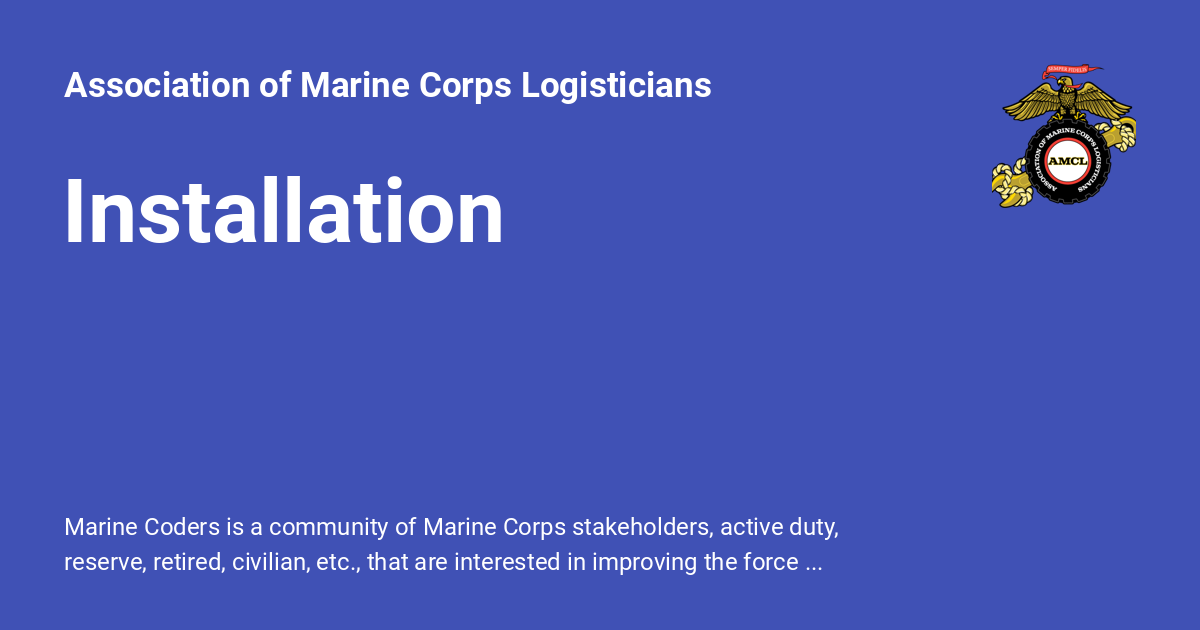 Association of Marine Corps Logisticians
SEMPER FIDELIS
ASSOCIATION OF MARINE CORPS LOGISTICIANS
AMCL
Installation
Marine Coders is a community of Marine Corps stakeholders, active duty,
reserve, retired, civilian, etc., that are interested in improving the force ...